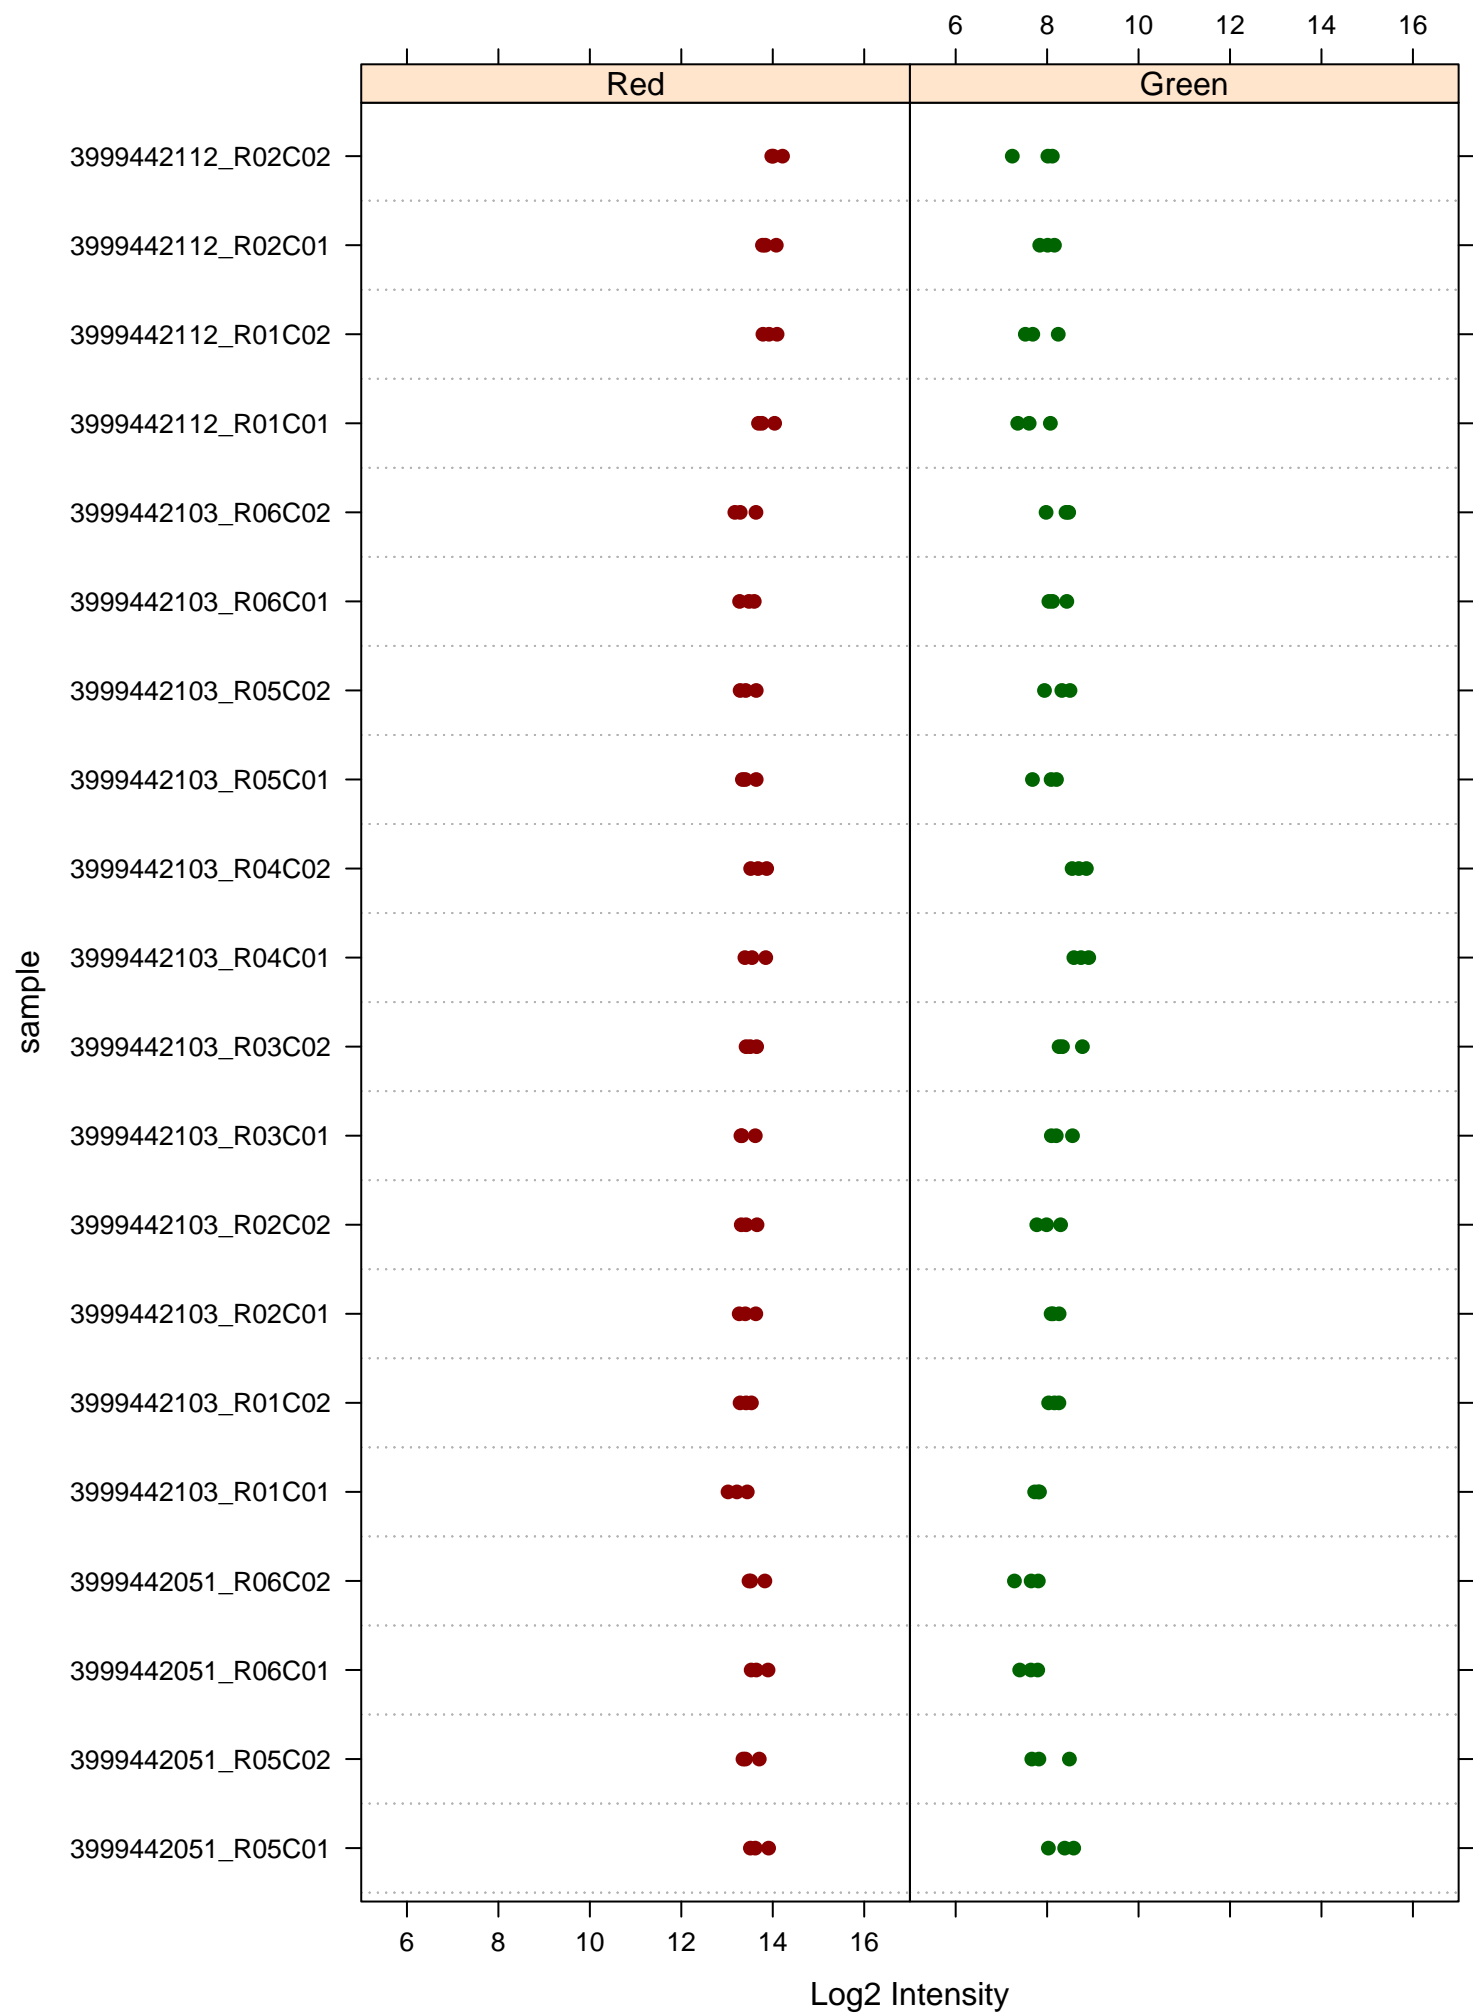 6 8 10 12 14 16
Red Green
3999442112_R02C02
3999442112_R02C01
3999442112_R01C02
3999442112_R01C01
3999442103_R06C02
3999442103_R06C01
3999442103_R05C02
3999442103_R05C01
3999442103_R04C02
3999442103_R04C01
3999442103_R03C02
3999442103_R03C01
3999442103_R02C02
3999442103_R02C01
3999442103_R01C02
3999442103_R01C01
3999442051_R06C02
3999442051_R06C01
3999442051_R05C02
3999442051_R05C01
sample
6 8 10 12 14 16
Log2 Intensity